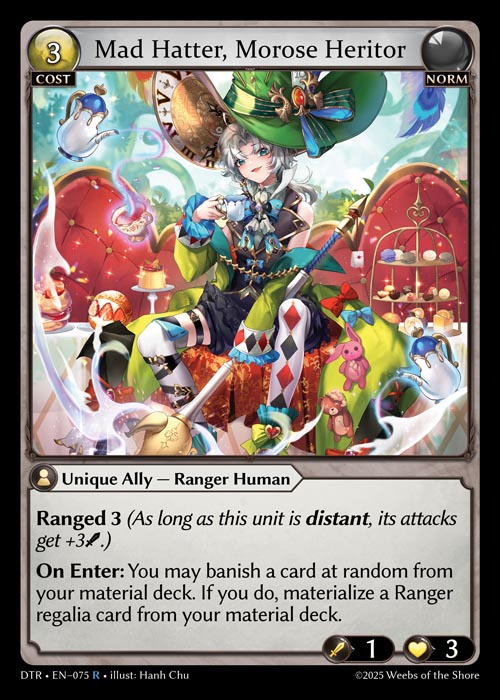 3
Mad Hatter, Morose Heritor
COST
NORM
Unique Ally — Ranger Human
Ranged 3 (As long as this unit is distant, its attacks
get +3.)
On Enter: You may banish a card at random from
your material deck. If you do, materialize a Ranger
regalia card from your material deck.
1
3
DTR • EN–075 R • illust: Hanh Chu
©2025 Weebs of the Shore